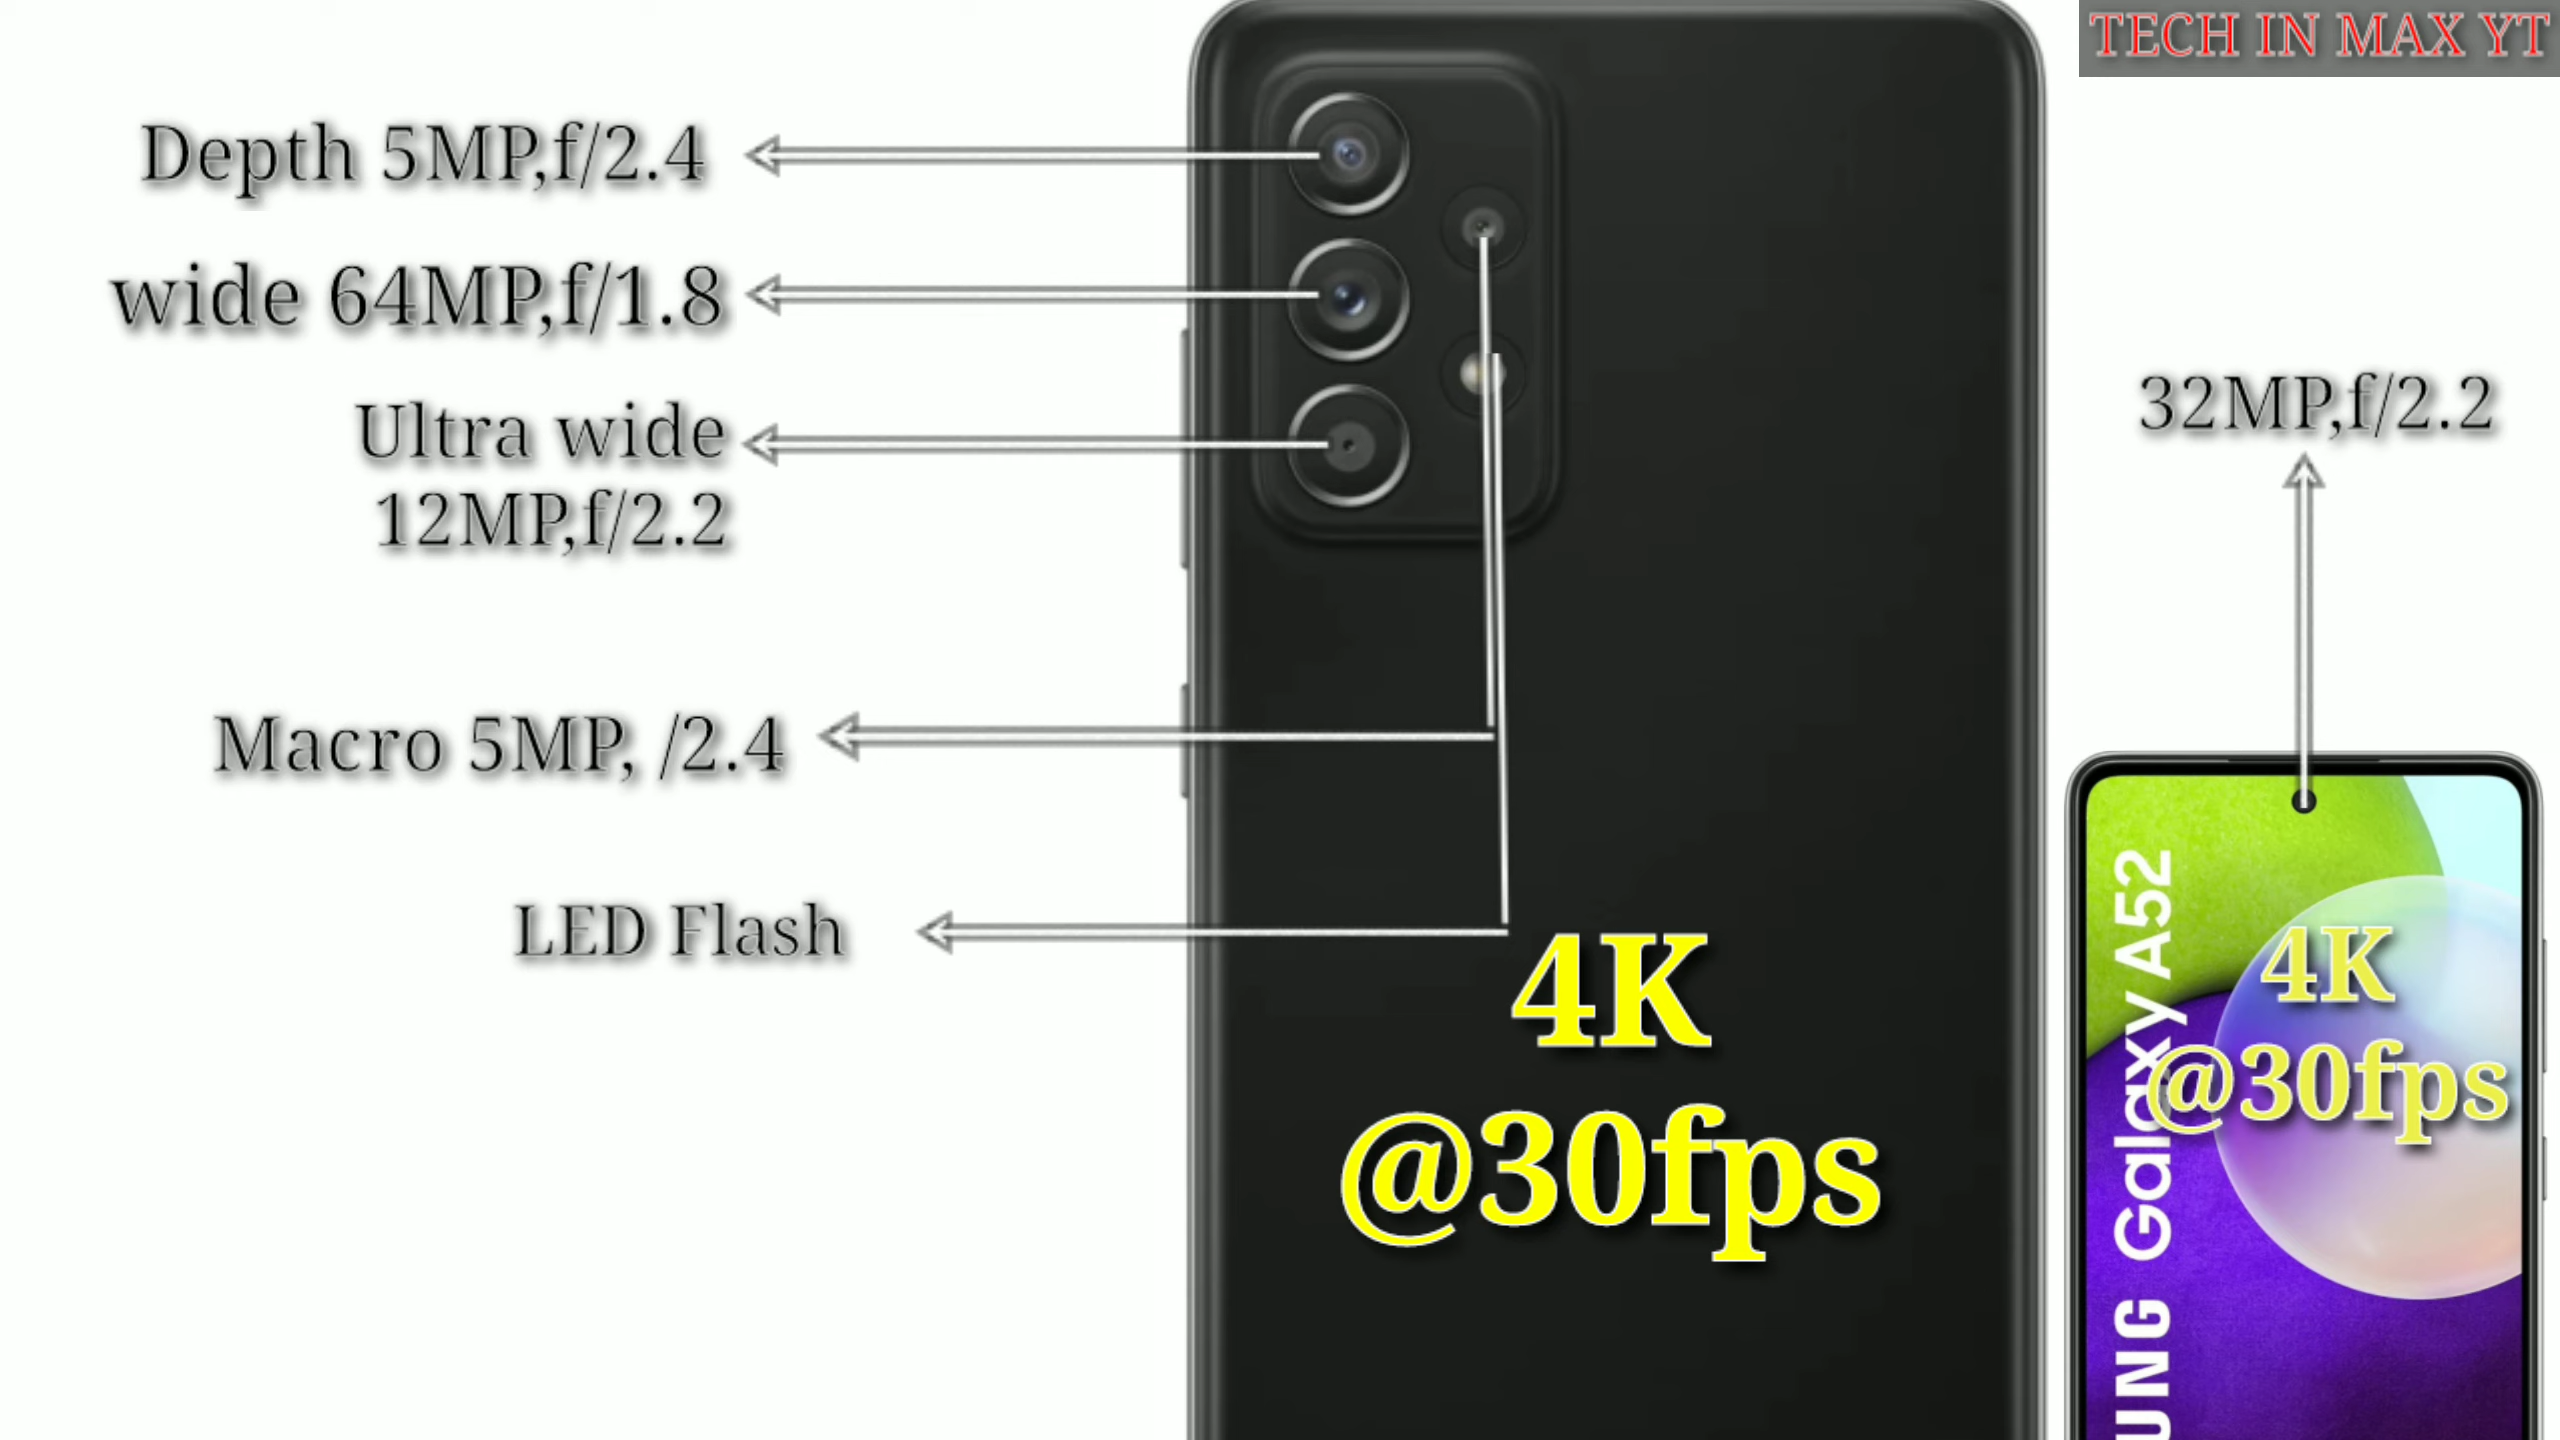 TECH IN MAX YT
Depth 5MP,f/2.4
wide 64MP,f/1.8
Ultra wide
12MP,f/2.2
Macro 5MP, /2.4
LED Flash
4K
@30fps
32MP,f/2.2
4K
@30fps
UNG Galaxy A52